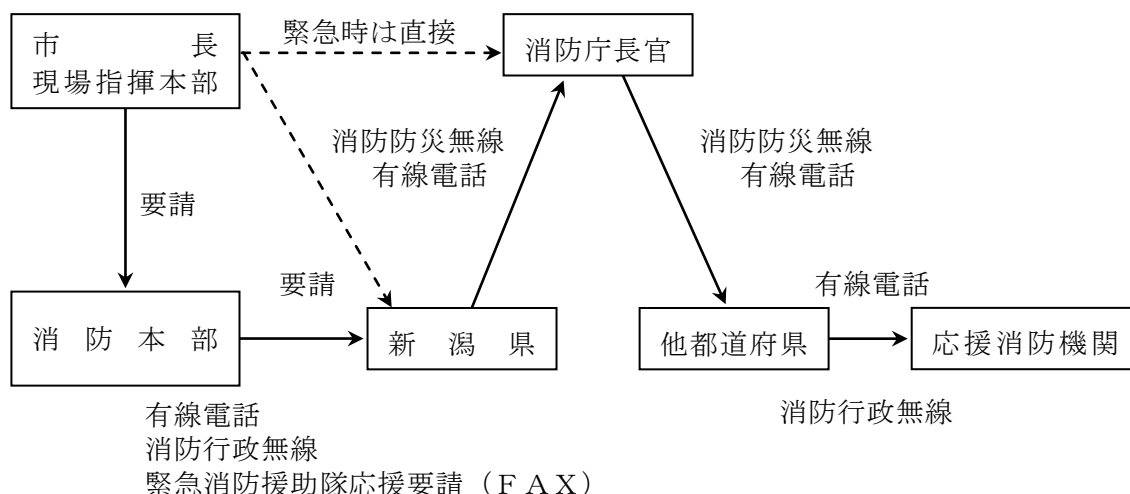 緊急時は直接
市長
現場指揮本部
消防庁長官
消防防災無線
有線電話
消防防災無線
有線電話
要請
要請
有線電話
消防本部
新潟県
他都道府県
応援消防機関
有線電話
消防行政無線
緊急消防援助隊応援要請（ＦＡＸ）
消防行政無線